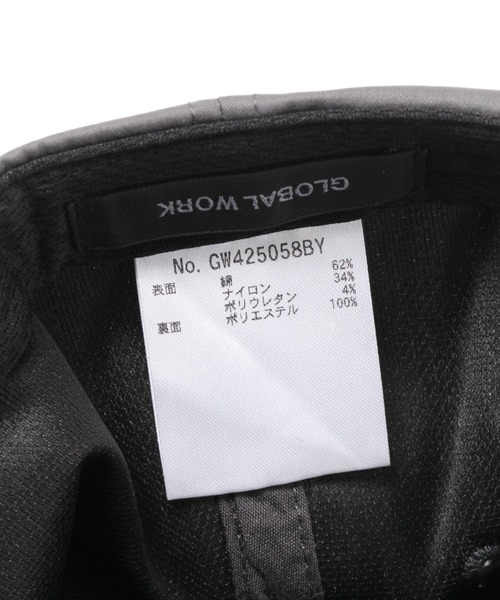 GLOBAL WORK
No. GW425058BY
表面 綿 62%
ナイロン 34%
ポリウレタン 4%
裏面 ポリエステル 100%